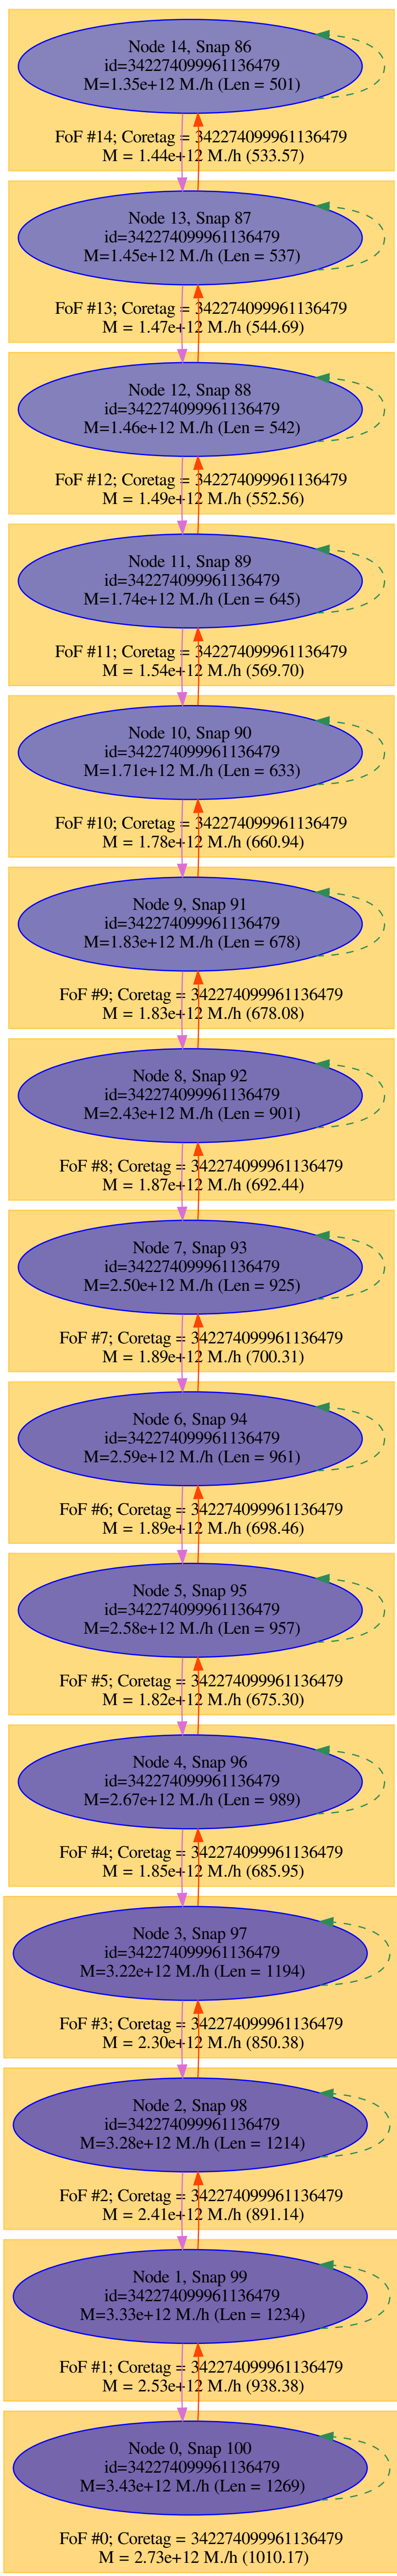 Node 14, Snap 86
id=342274099961136479
M=1.35e+12 M./h (Len = 501)
FoF #14; Coretag = 342274099961136479
M = 1.44e+12 M./h (533.57)
Node 13, Snap 87
id=342274099961136479
M=1.45e+12 M./h (Len = 537)
FoF #13; Coretag = 342274099961136479
M = 1.47e+12 M./h (544.69)
Node 12, Snap 88
id=342274099961136479
M=1.46e+12 M./h (Len = 542)
FoF #12; Coretag = 342274099961136479
M = 1.49e+12 M./h (552.56)
Node 11, Snap 89
id=342274099961136479
M=1.74e+12 M./h (Len = 645)
FoF #11; Coretag = 342274099961136479
M = 1.54e+12 M./h (569.70)
Node 10, Snap 90
id=342274099961136479
M=1.71e+12 M./h (Len = 633)
FoF #10; Coretag = 342274099961136479
M = 1.78e+12 M./h (660.94)
Node 9, Snap 91
id=342274099961136479
M=1.83e+12 M./h (Len = 678)
FoF #9; Coretag = 342274099961136479
M = 1.83e+12 M./h (678.08)
Node 8, Snap 92
id=342274099961136479
M=2.43e+12 M./h (Len = 901)
FoF #8; Coretag = 342274099961136479
M = 1.87e+12 M./h (692.44)
Node 7, Snap 93
id=342274099961136479
M=2.50e+12 M./h (Len = 925)
FoF #7; Coretag = 342274099961136479
M = 1.89e+12 M./h (700.31)
Node 6, Snap 94
id=342274099961136479
M=2.59e+12 M./h (Len = 961)
FoF #6; Coretag = 342274099961136479
M = 1.89e+12 M./h (698.46)
Node 5, Snap 95
id=342274099961136479
M=2.58e+12 M./h (Len = 957)
FoF #5; Coretag = 342274099961136479
M = 1.82e+12 M./h (675.30)
Node 4, Snap 96
id=342274099961136479
M=2.67e+12 M./h (Len = 989)
FoF #4; Coretag = 342274099961136479
M = 1.85e+12 M./h (685.95)
Node 3, Snap 97
id=342274099961136479
M=3.22e+12 M./h (Len = 1194)
FoF #3; Coretag = 342274099961136479
M = 2.30e+12 M./h (850.38)
Node 2, Snap 98
id=342274099961136479
M=3.28e+12 M./h (Len = 1214)
FoF #2; Coretag = 342274099961136479
M = 2.41e+12 M./h (891.14)
Node 1, Snap 99
id=342274099961136479
M=3.33e+12 M./h (Len = 1234)
FoF #1; Coretag = 342274099961136479
M = 2.53e+12 M./h (938.38)
Node 0, Snap 100
id=342274099961136479
M=3.43e+12 M./h (Len = 1269)
FoF #0; Coretag = 342274099961136479
M = 2.73e+12 M./h (1010.17)